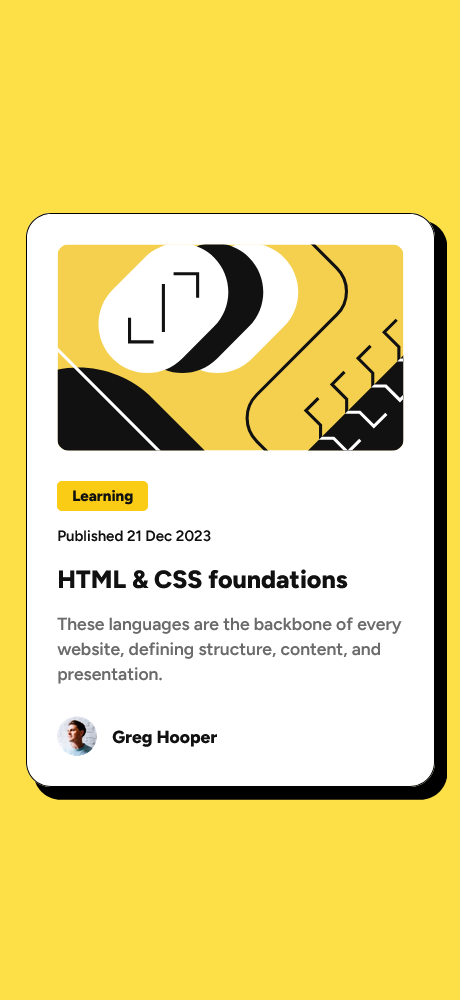 Learning
Published 21 Dec 2023
HTML & CSS foundations
These languages are the backbone of every
website, defining structure, content, and
presentation.
Greg Hooper